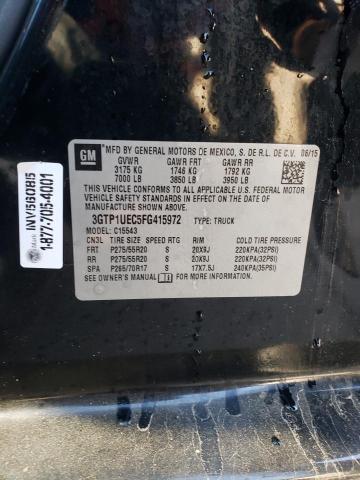 GM
MFD BY GENERAL MOTORS DE MEXICO, S. DE R.L. DE C.V. 06/15
GVWR GAWR FRT GAWR RR
3175 KG 1746 KG 1792 KG
7000 LB 3850 LB 3950 LB
THIS VEHICLE CONFORMS TO ALL APPLICABLE U.S. FEDERAL MOTOR
VEHICLE SAFETY STANDARDS IN EFFECT ON THE DATE OF
MANUFACTURE SHOWN ABOVE.
3GTP1UEC5FG415972 TYPE: TRUCK
MODEL: C15543
CN3L TIRE SIZE SPEED RTG RIM COLD TIRE PRESSURE
FRT P275/55R20 S 20X9J 220KPA(32PSI)
RR P275/55R20 S 20X9J 220KPA(32PSI)
SPA P265/70R17 S 17X7.5J 240KPA(35PSI)
SEE OWNER'S MANUAL FOR ADDITIONAL INFORMATION.
1-877-705-4001